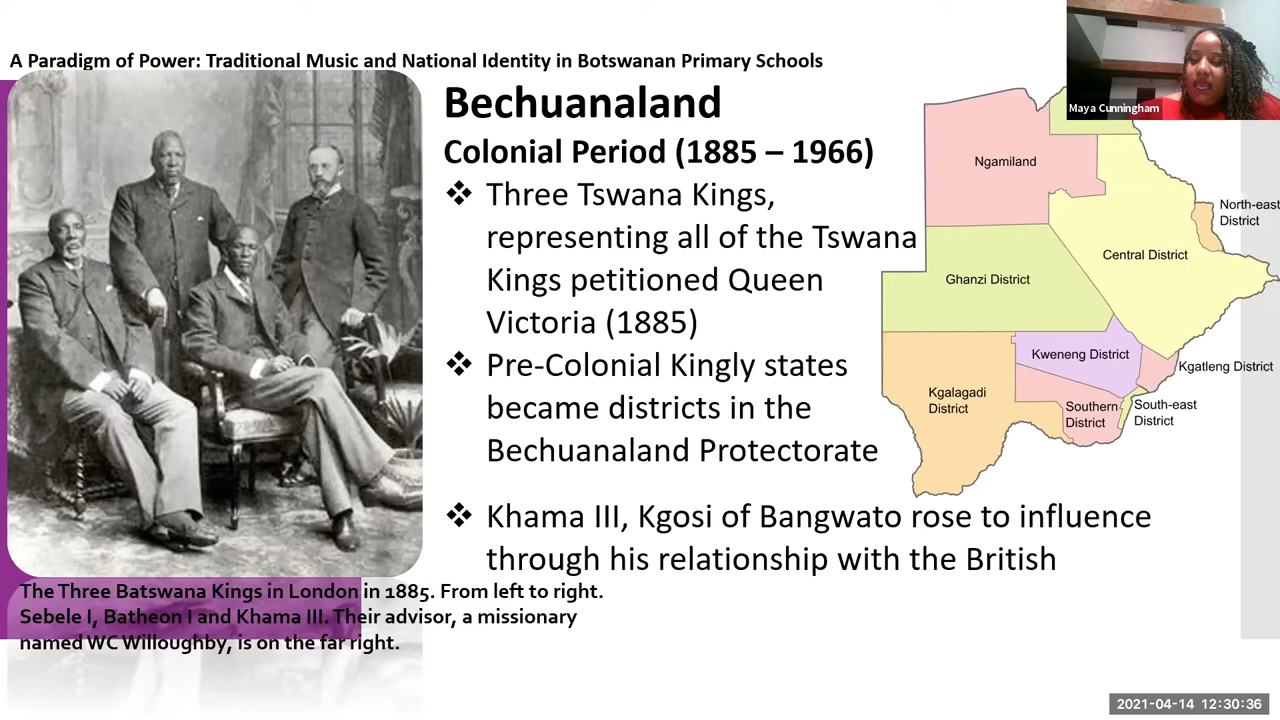 A Paradigm of Power: Traditional Music and National Identity in Botswanan Primary Schools
Maya Cunningham
Bechuanaland
Colonial Period (1885 – 1966)
❖ Three Tswana Kings,
representing all of the Tswana
Kings petitioned Queen
Victoria (1885)
❖ Pre-Colonial Kingly states
became districts in the
Bechuanaland Protectorate
❖ Khama III, Kgosi of Bangwato rose to influence
through his relationship with the British
Ngamiland
North-east
District
Central District
Ghanzi District
Kweneng District
Kgatleng District
Kgalagadi
District
Southern
District
South-east
District
The Three Batswana Kings in London in 1885. From left to right.
Sebele I, Batheon I and Khama III. Their advisor, a missionary
named WC Willoughby, is on the far right.
2021-04-14 12:30:36